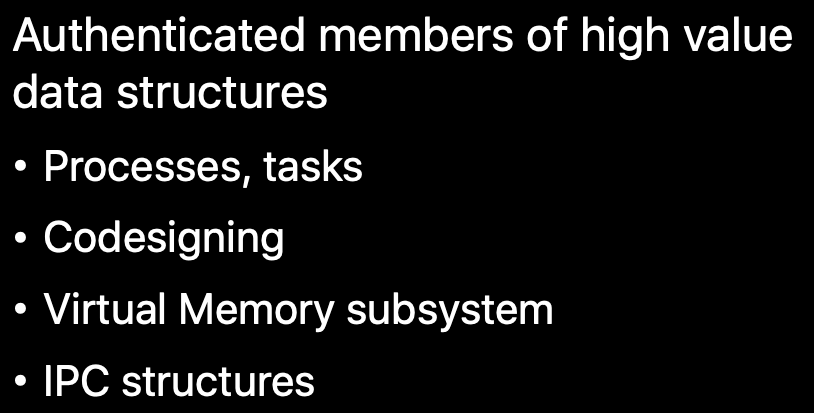 Authenticated members of high value
data structures
• Processes, tasks
• Codesigning
• Virtual Memory subsystem
• IPC structures